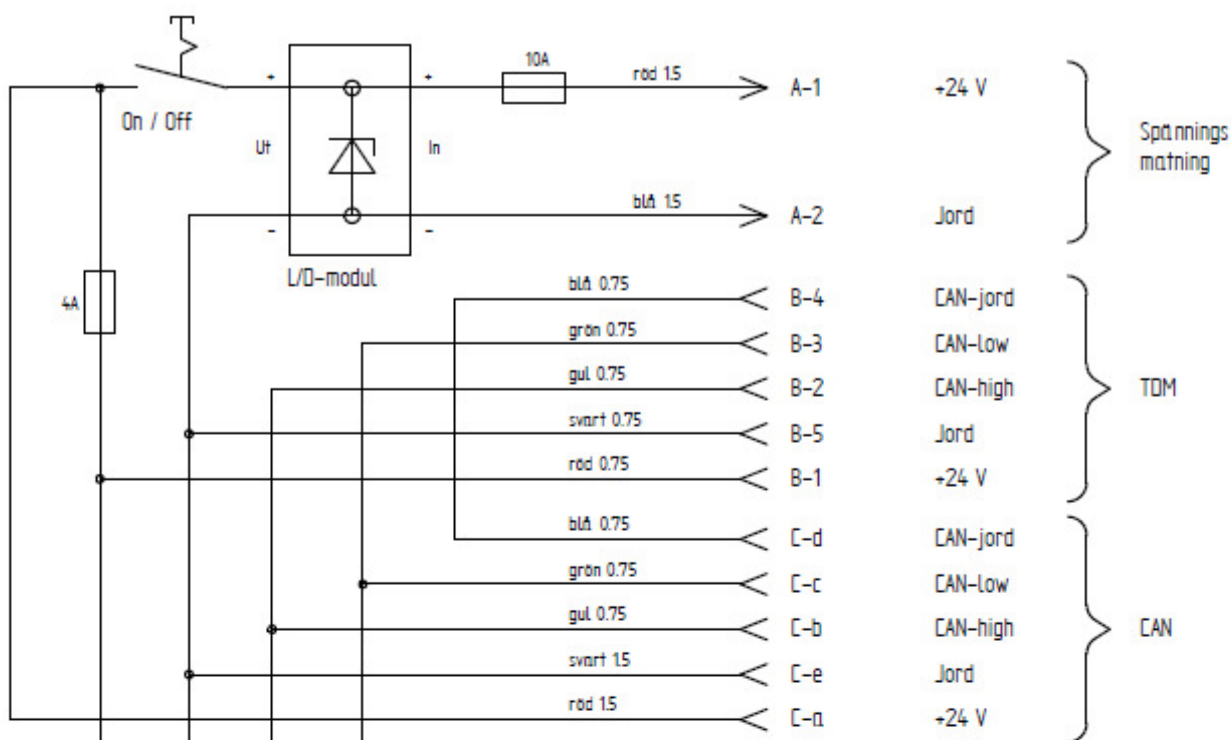 10A
röd 1.5
A-1
+24 V
On / Off
+
+
Ut
In
Spännings
matning
blå 1.5
A-2
Jord
-
-
L/D-modul
4A
blå 0.75
B-4
CAN-jord
grön 0.75
B-3
CAN-low
gul 0.75
B-2
CAN-high
TDM
svart 0.75
B-5
Jord
röd 0.75
B-1
+24 V
blå 0.75
C-d
CAN-jord
grön 0.75
C-c
CAN-low
gul 0.75
C-b
CAN-high
CAN
svart 1.5
C-e
Jord
röd 1.5
C-a
+24 V